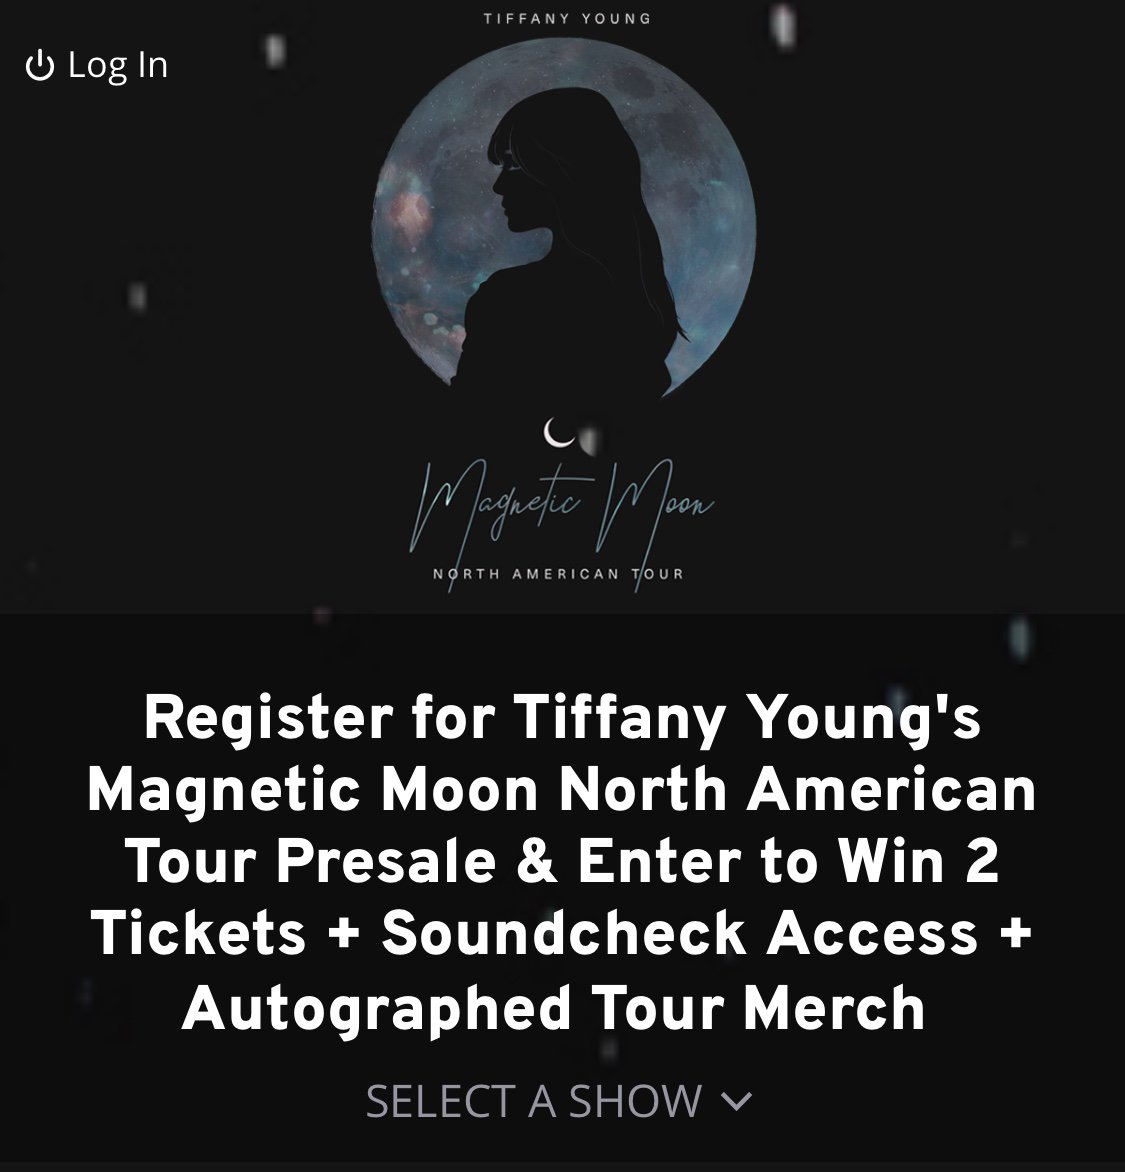 TIFFANY YOUNG
Log In
Magnetic Moon
NORTH AMERICAN TOUR
Register for Tiffany Young's
Magnetic Moon North American
Tour Presale & Enter to Win 2
Tickets + Soundcheck Access +
Autographed Tour Merch
SELECT A SHOW